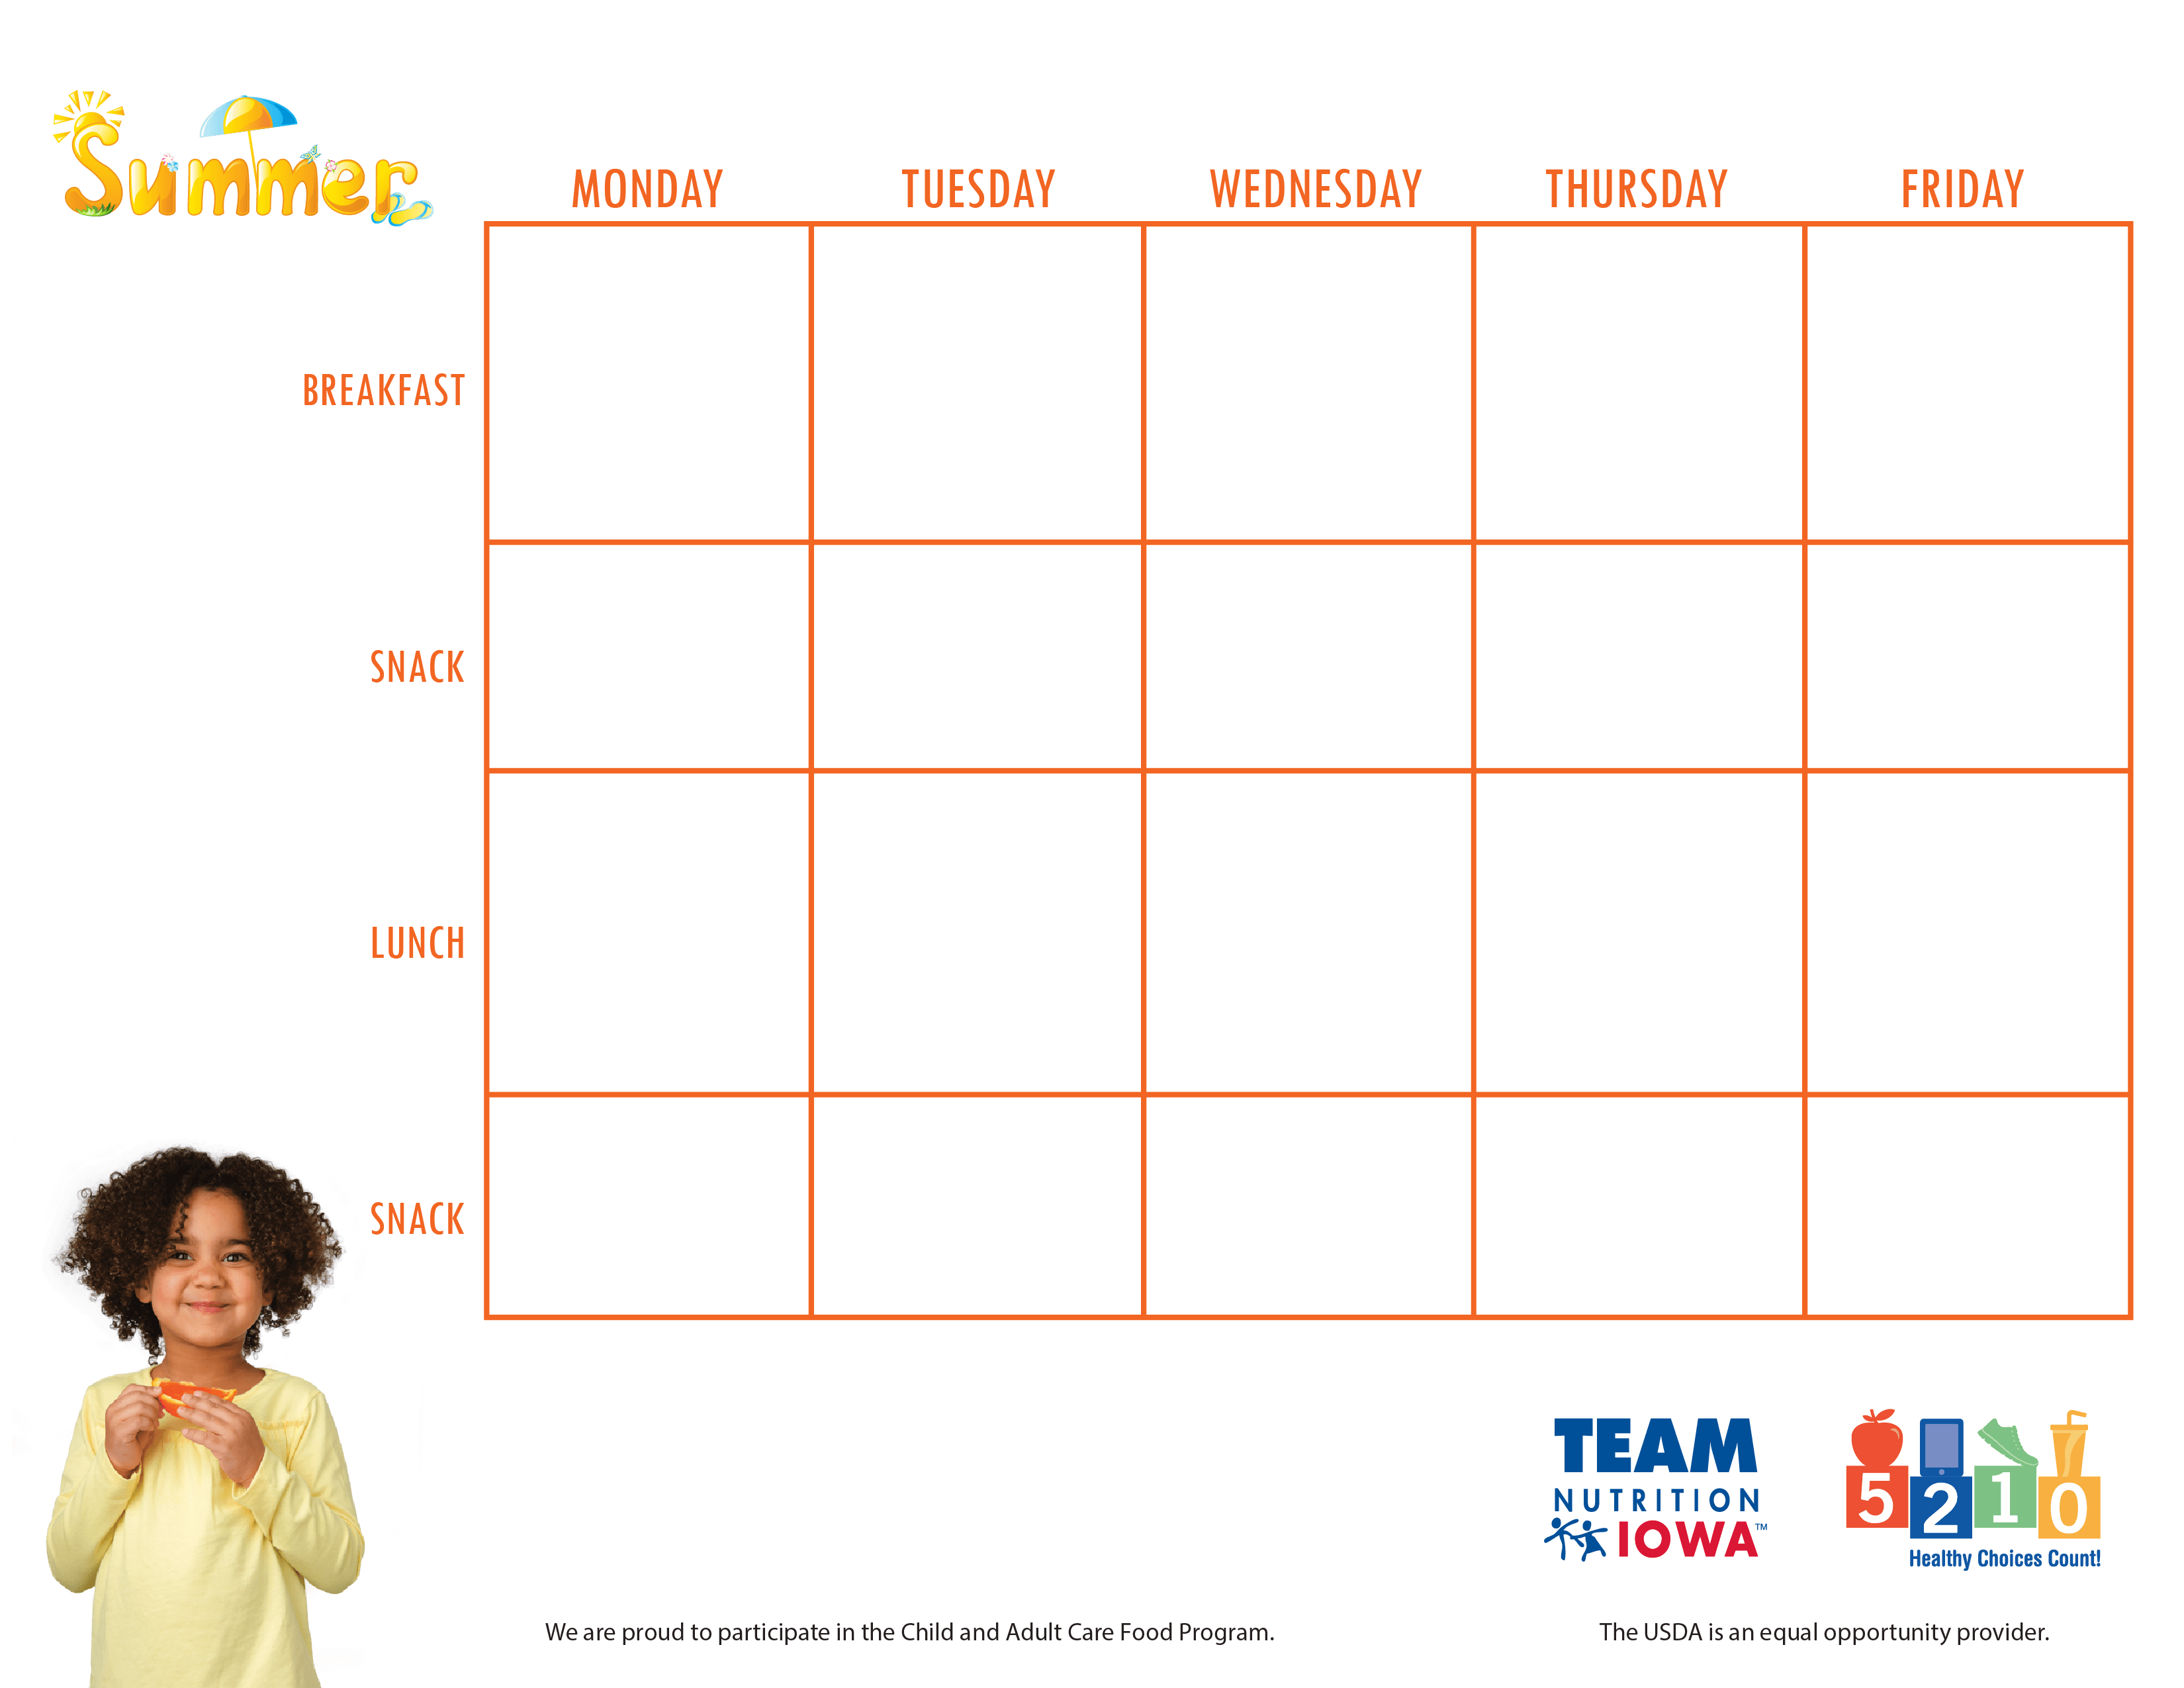 Summer
MONDAY TUESDAY WEDNESDAY THURSDAY FRIDAY
BREAKFAST
SNACK
LUNCH
SNACK
TEAM
NUTRITION
IOWA™
5 2 1 0
Healthy Choices Count!
We are proud to participate in the Child and Adult Care Food Program.
The USDA is an equal opportunity provider.